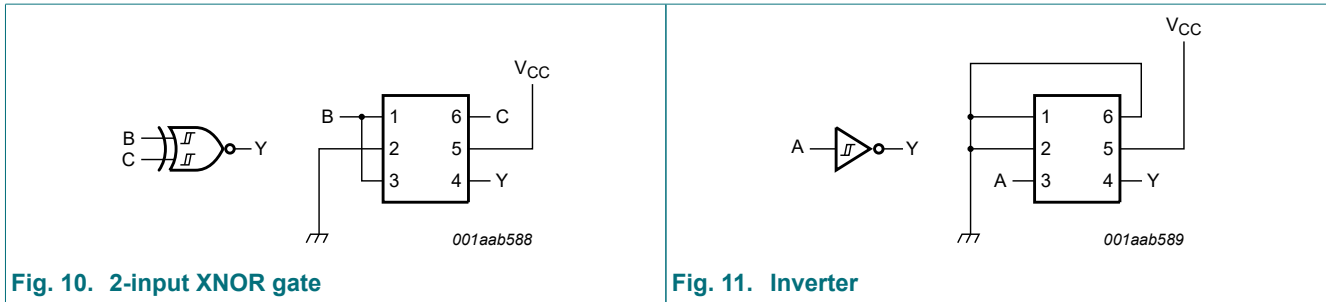 VCC
B
1
6
C
B
C
Y
2
5
3
4
Y
001aab588
Fig. 10. 2-input XNOR gate
VCC
1
6
A
Y
2
5
A
3
4
Y
001aab589
Fig. 11. Inverter